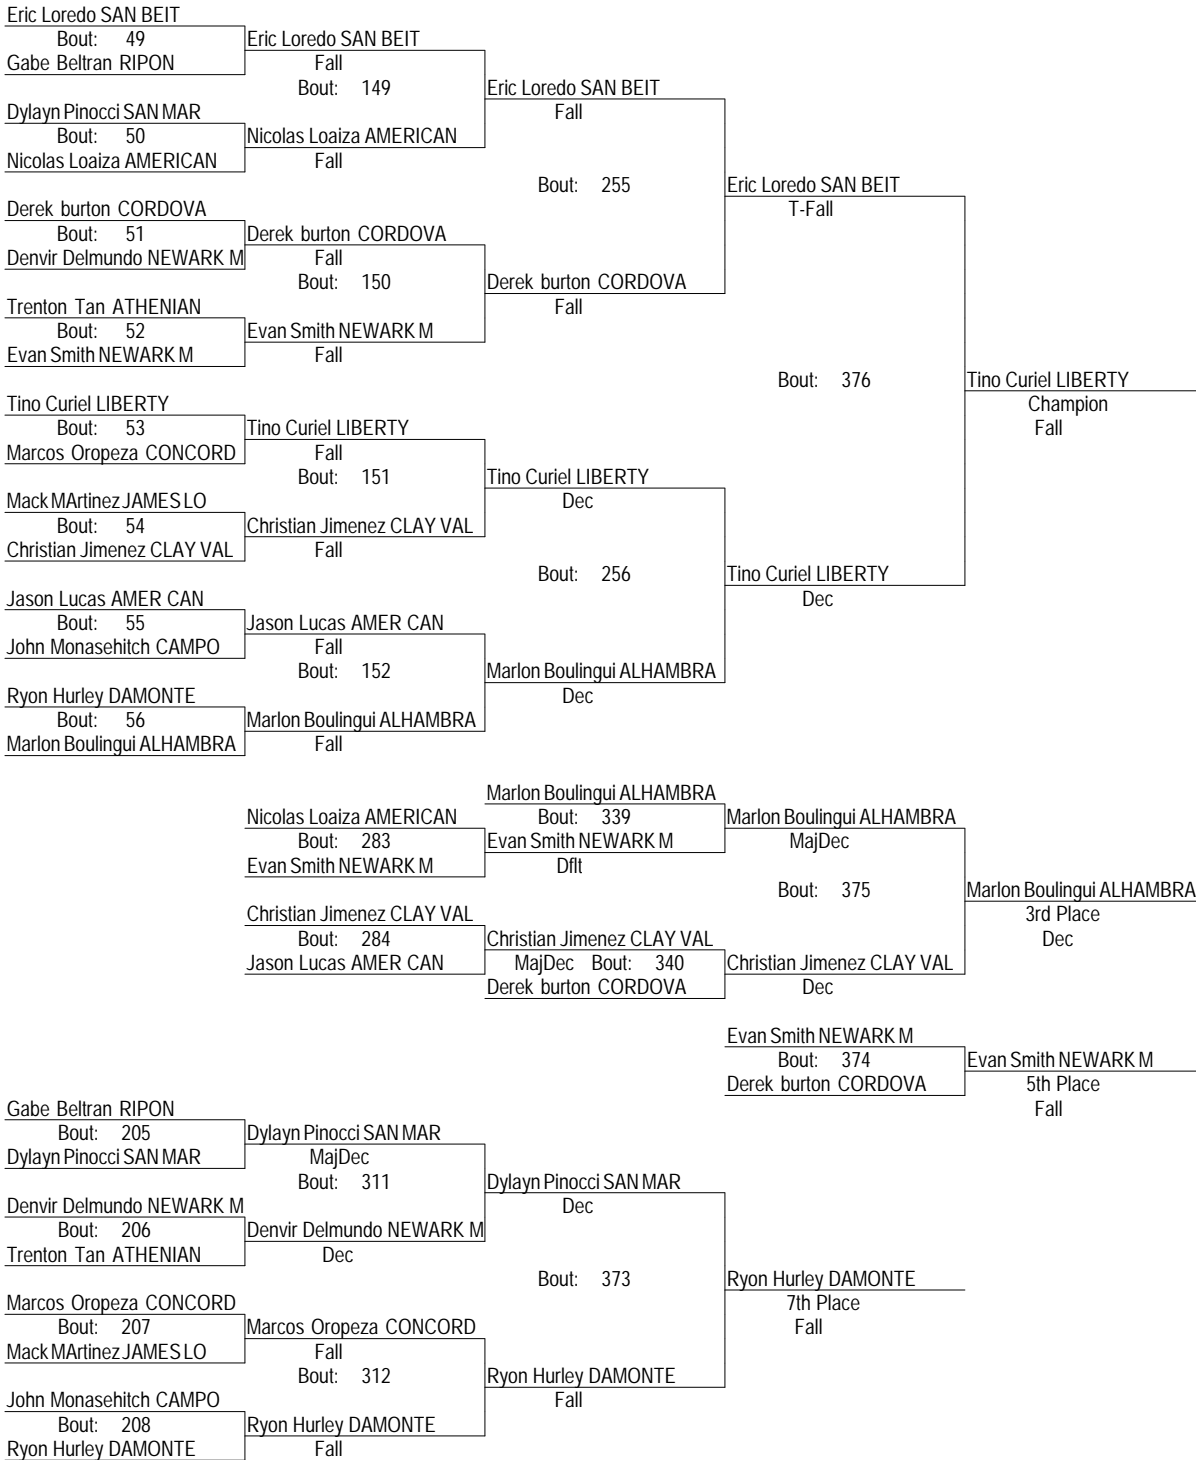 Eric Loredo SAN BEIT
Bout: 49
Eric Loredo SAN BEIT
Gabe Beltran RIPON
Fall
Bout: 149
Eric Loredo SAN BEIT
Dylayn Pinocci SAN MAR
Fall
Bout: 50
Nicolas Loaiza AMERICAN
Nicolas Loaiza AMERICAN
Fall
Bout: 255
Eric Loredo SAN BEIT
Derek burton CORDOVA
T-Fall
Bout: 51
Derek burton CORDOVA
Denvir Delmundo NEWARK M
Fall
Bout: 150
Derek burton CORDOVA
Trenton Tan ATHENIAN
Fall
Bout: 52
Evan Smith NEWARK M
Evan Smith NEWARK M
Fall
Bout: 376
Tino Curiel LIBERTY
Tino Curiel LIBERTY
Champion
Bout: 53
Tino Curiel LIBERTY
Fall
Marcos Oropeza CONCORD
Fall
Bout: 151
Tino Curiel LIBERTY
Mack MArtinez JAMES LO
Dec
Bout: 54
Christian Jimenez CLAY VAL
Christian Jimenez CLAY VAL
Fall
Bout: 256
Tino Curiel LIBERTY
Jason Lucas AMER CAN
Dec
Bout: 55
Jason Lucas AMER CAN
John Monasehitch CAMPO
Fall
Bout: 152
Marlon Boulingui ALHAMBRA
Ryon Hurley DAMONTE
Dec
Bout: 56
Marlon Boulingui ALHAMBRA
Marlon Boulingui ALHAMBRA
Fall
Marlon Boulingui ALHAMBRA
Nicolas Loaiza AMERICAN
Bout: 339
Marlon Boulingui ALHAMBRA
Bout: 283
Evan Smith NEWARK M
MajDec
Evan Smith NEWARK M
Dflt
Bout: 375
Marlon Boulingui ALHAMBRA
Christian Jimenez CLAY VAL
3rd Place
Bout: 284
Christian Jimenez CLAY VAL
Dec
Jason Lucas AMER CAN
MajDec Bout: 340
Christian Jimenez CLAY VAL
Derek burton CORDOVA
Dec
Evan Smith NEWARK M
Bout: 374
Evan Smith NEWARK M
Derek burton CORDOVA
5th Place
Fall
Gabe Beltran RIPON
Bout: 205
Dylayn Pinocci SAN MAR
Dylayn Pinocci SAN MAR
MajDec
Bout: 311
Dylayn Pinocci SAN MAR
Denvir Delmundo NEWARK M
Dec
Bout: 206
Denvir Delmundo NEWARK M
Trenton Tan ATHENIAN
Dec
Bout: 373
Ryon Hurley DAMONTE
Marcos Oropeza CONCORD
7th Place
Bout: 207
Marcos Oropeza CONCORD
Fall
Mack MArtinez JAMES LO
Fall
Bout: 312
Ryon Hurley DAMONTE
John Monasehitch CAMPO
Fall
Bout: 208
Ryon Hurley DAMONTE
Ryon Hurley DAMONTE
Fall